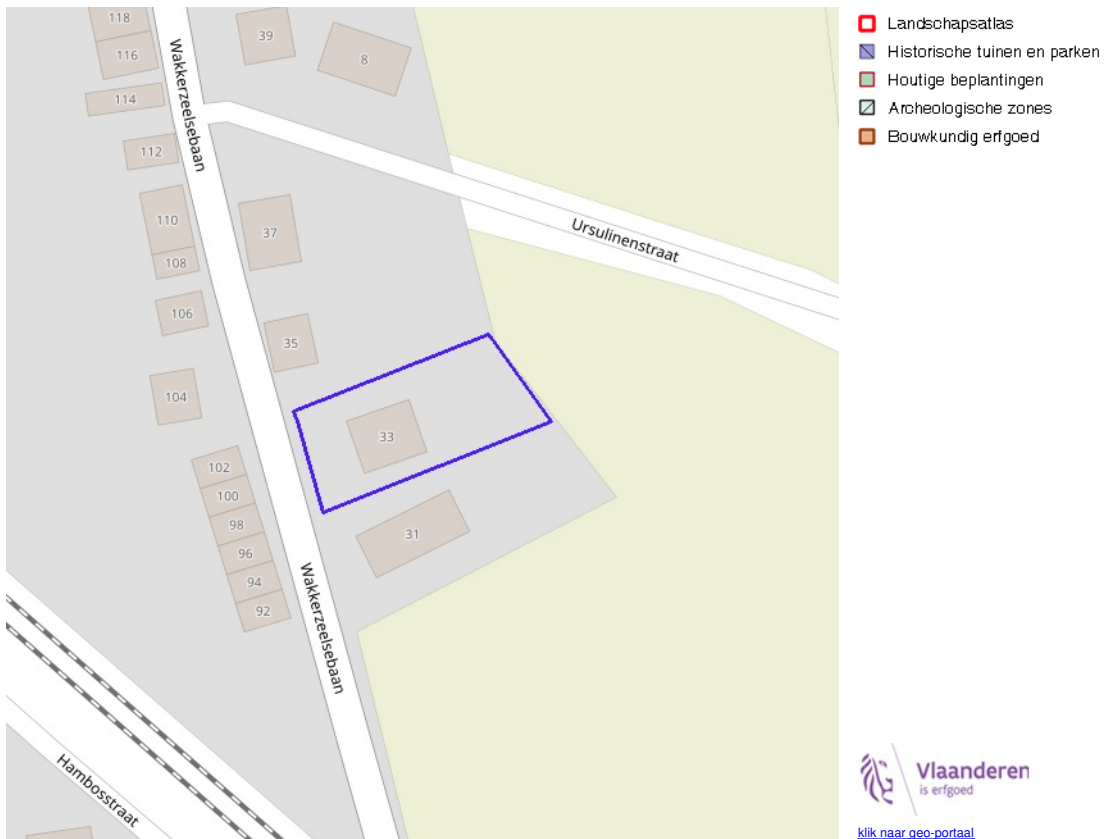 118
116
114
112
110
108
106
104
102
100
98
96
94
92
39
8
37
35
33
31
Wakkerzeelsebaan
Wakkerzeelsebaan
Ursulinenstraat
Hambosstraat
Landschapsatlas
Historische tuinen en parken
Houtige beplantingen
Archeologische zones
Bouwkundig erfgoed
Vlaanderen
is erfgoed
klik naar geo-portaal